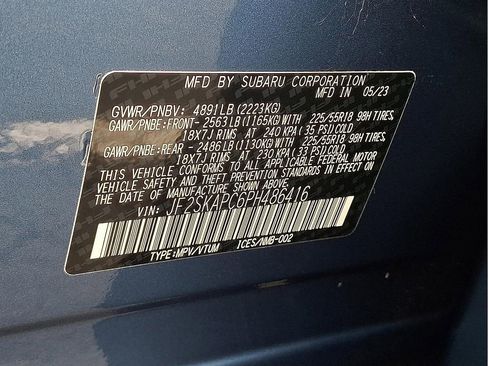 MFD BY SUBARU CORPORATION
MFD IN 05/23
GVWR/PNBV: 4891LB(2223KG)
GAWR/PNBE:FRONT-2563LB(1165KG)WITH 225/55R18 98H TIRES
18X7J RIMS AT 240 KPA(35 PSI)COLD
GAWR/PNBE:REAR -2486LB(1130KG)WITH 225/55R18 98H TIRES
18X7J RIMS AT 230 KPA(33 PSI)COLD
THIS VEHICLE CONFORMS TO ALL APPLICABLE FEDERAL MOTOR
VEHICLE SAFETY AND THEFT PREVENTION STANDARDS IN EFFECT
ON THE DATE OF MANUFACTURE SHOWN ABOVE.
VIN: JF2SKAPC6PH486416
TYPE:MPV/VTUM ICES/NMB-002